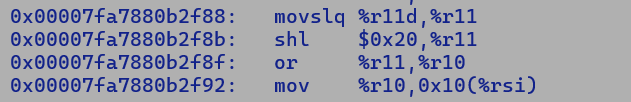 0x00007fa7880b2f88: movslq %r11d,%r11
0x00007fa7880b2f8b: shl $0x20,%r11
0x00007fa7880b2f8f: or %r11,%r10
0x00007fa7880b2f92: mov %r10,0x10(%rsi)